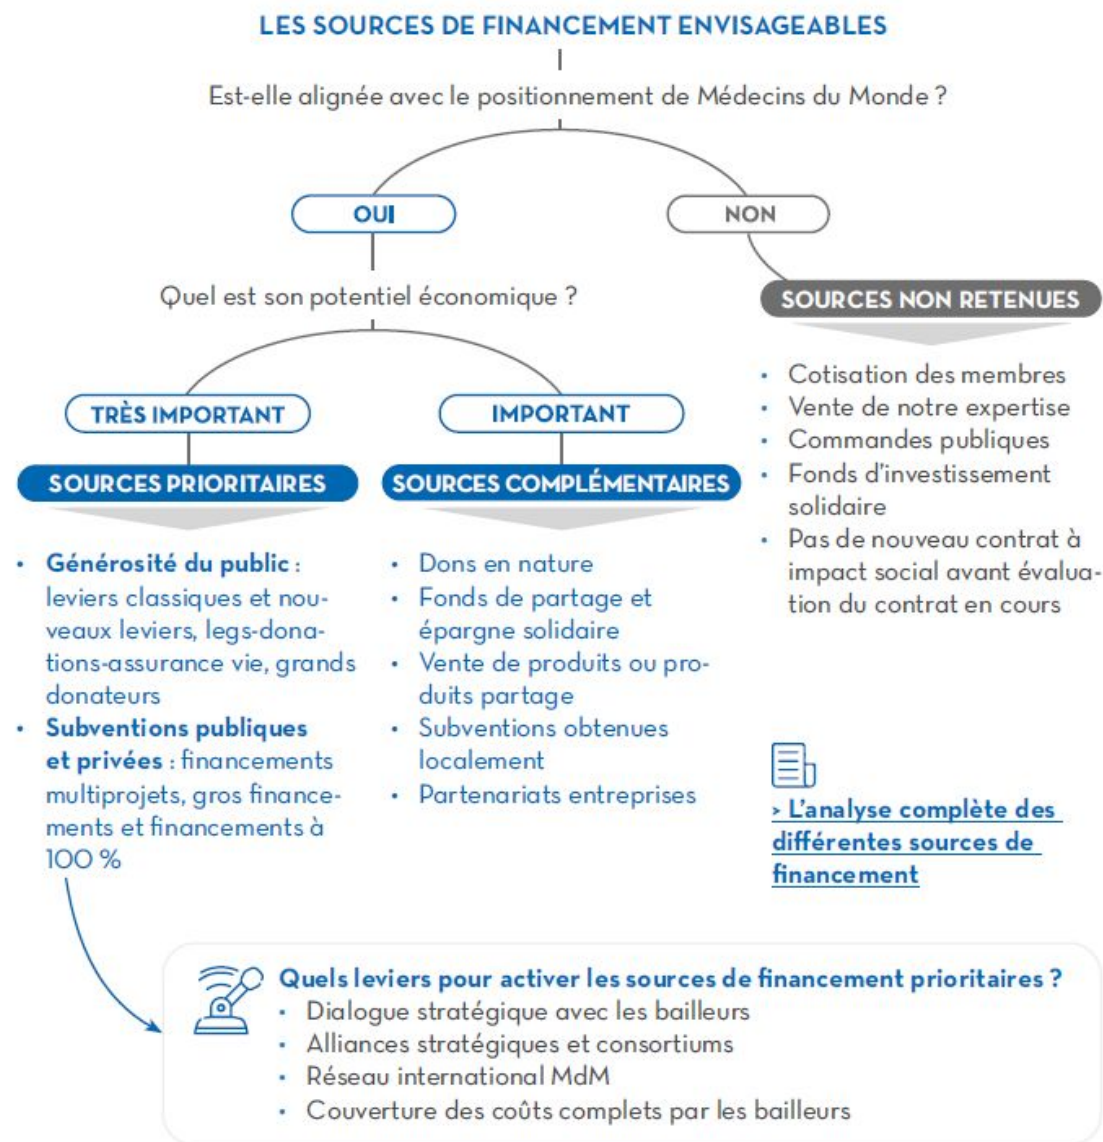 LES SOURCES DE FINANCEMENT ENVISAGEABLES
Est-elle alignée avec le positionnement de Médecins du Monde ?
OUI
NON
Quel est son potentiel économique ?
SOURCES NON RETENUES
• Cotisation des membres
• Vente de notre expertise
• Commandes publiques
• Fonds d'investissement
solidaire
• Pas de nouveau contrat à
impact social avant évalua-
tion du contrat en cours
TRÈS IMPORTANT
IMPORTANT
SOURCES PRIORITAIRES
SOURCES COMPLÉMENTAIRES
• Générosité du public :
leviers classiques et nou-
veaux leviers, legs-dona-
tions-assurance vie, grands
donateurs
• Subventions publiques
et privées : financements
multiprojets, gros finance-
ments et financements à
100 %
• Dons en nature
• Fonds de partage et
épargne solidaire
• Vente de produits ou pro-
duits partage
• Subventions obtenues
localement
• Partenariats entreprises
> L'analyse complète des
différentes sources de
financement
Quels leviers pour activer les sources de financement prioritaires ?
• Dialogue stratégique avec les bailleurs
• Alliances stratégiques et consortiums
• Réseau international MdM
• Couverture des coûts complets par les bailleurs